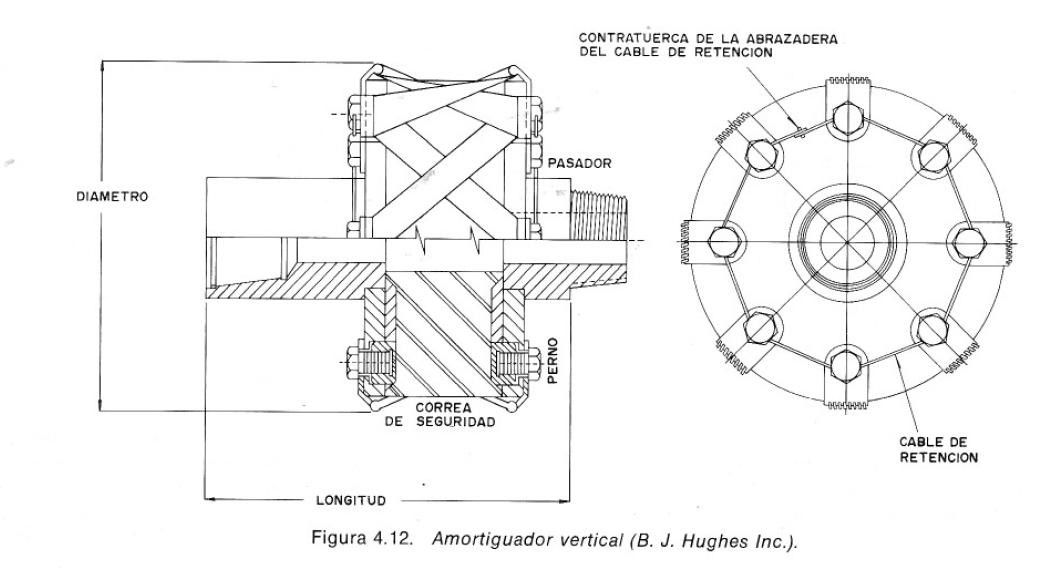 CONTRATUERCA DE LA ABRAZADERA
DEL CABLE DE RETENCION
DIAMETRO
PASADOR
PERNO
CORREA
DE SEGURIDAD
CABLE DE
RETENCION
LONGITUD
Figura 4.12. Amortiguador vertical (B. J. Hughes Inc.).